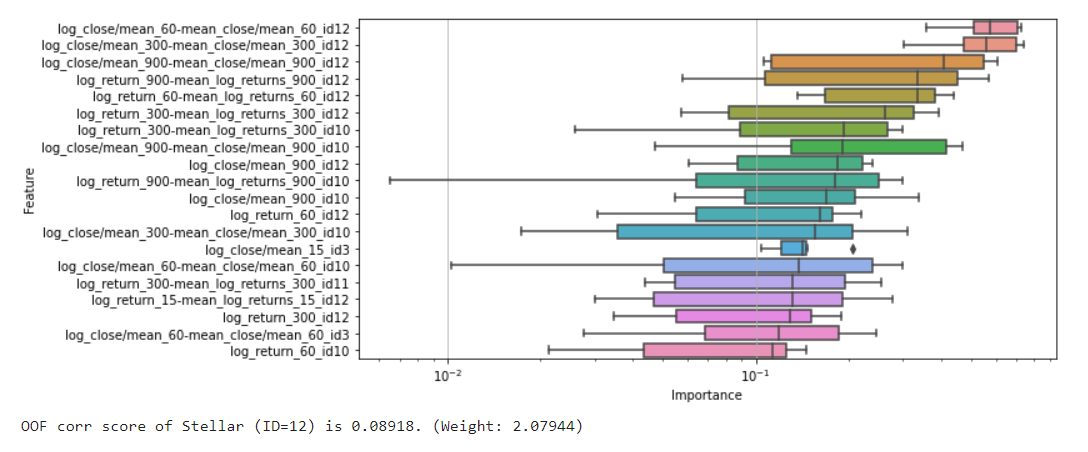 log_close/mean_60-mean_close/mean_60_id12
log_close/mean_300-mean_close/mean_300_id12
log_close/mean_900-mean_close/mean_900_id12
log_return_900-mean_log_returns_900_id12
log_return_60-mean_log_returns_60_id12
log_return_300-mean_log_returns_300_id12
log_return_300-mean_log_returns_300_id10
log_close/mean_900-mean_close/mean_900_id10
log_close/mean_900_id12
log_return_900-mean_log_returns_900_id10
log_close/mean_900_id10
log_return_60_id12
log_close/mean_300-mean_close/mean_300_id10
log_close/mean_15_id3
log_close/mean_60-mean_close/mean_60_id10
log_return_300-mean_log_returns_300_id11
log_return_15-mean_log_returns_15_id12
log_return_300_id12
log_close/mean_60-mean_close/mean_60_id3
log_return_60_id10
Feature
10⁻² 10⁻¹
Importance
OOF corr score of Stellar (ID=12) is 0.08918. (Weight: 2.07944)